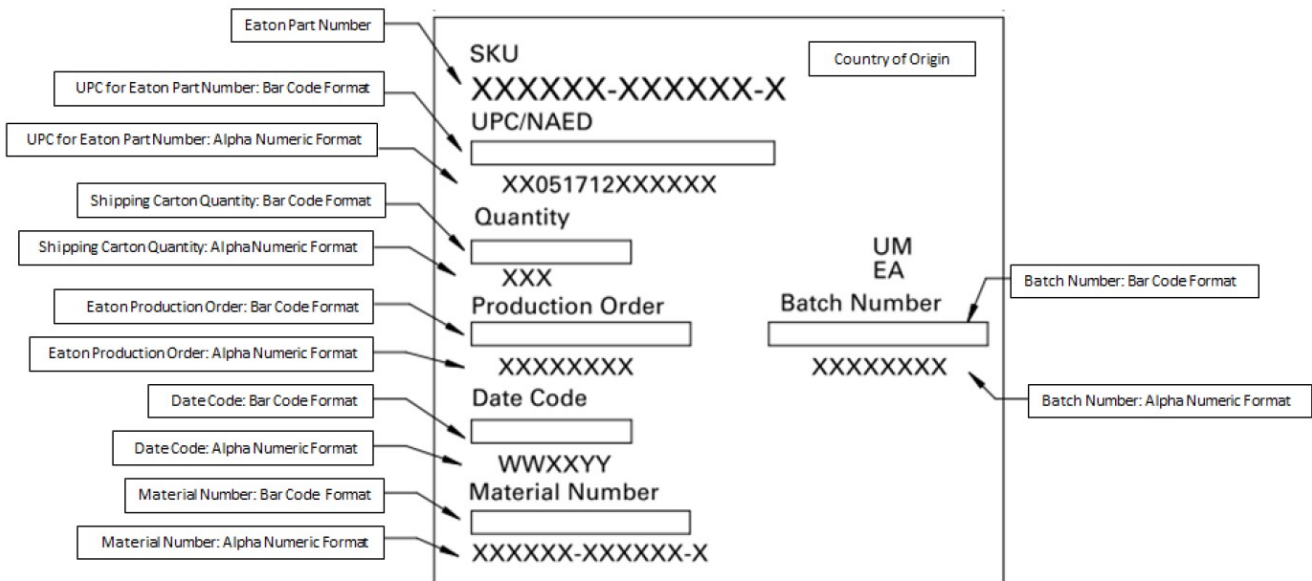 Eaton Part Number
SKU
Country of Origin
XXXXXX-XXXXXX-X
UPC for Eaton Part Number: Bar Code Format
UPC/NAED
UPC for Eaton Part Number: Alpha Numeric Format
XX051712XXXXXX
Shipping Carton Quantity: Bar Code Format
Quantity
Shipping Carton Quantity: Alpha Numeric Format
XXX
UM
EA
Eaton Production Order: Bar Code Format
Production Order
Batch Number
Batch Number: Bar Code Format
Eaton Production Order: Alpha Numeric Format
XXXXXXXX
XXXXXXXX
Date Code: Bar Code Format
Date Code
Batch Number: Alpha Numeric Format
Date Code: Alpha Numeric Format
WWXXYY
Material Number: Bar Code Format
Material Number
Material Number: Alpha Numeric Format
XXXXXX-XXXXXX-X